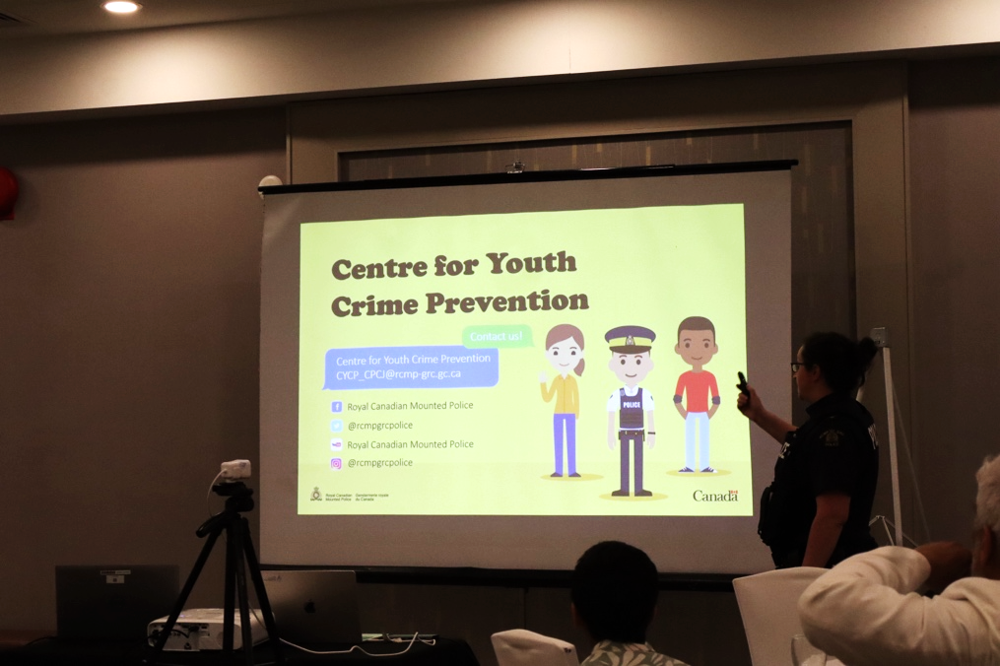 Centre for Youth
Crime Prevention
Contact us!
Centre for Youth Crime Prevention
CYCP_CPCJ@rcmp-grc.gc.ca
Royal Canadian Mounted Police
@rcmpgrcpolice
Royal Canadian Mounted Police
@rcmpgrcpolice
POLICE
Royal Canadian Gendarmerie royale
Mounted Police du Canada
Canada